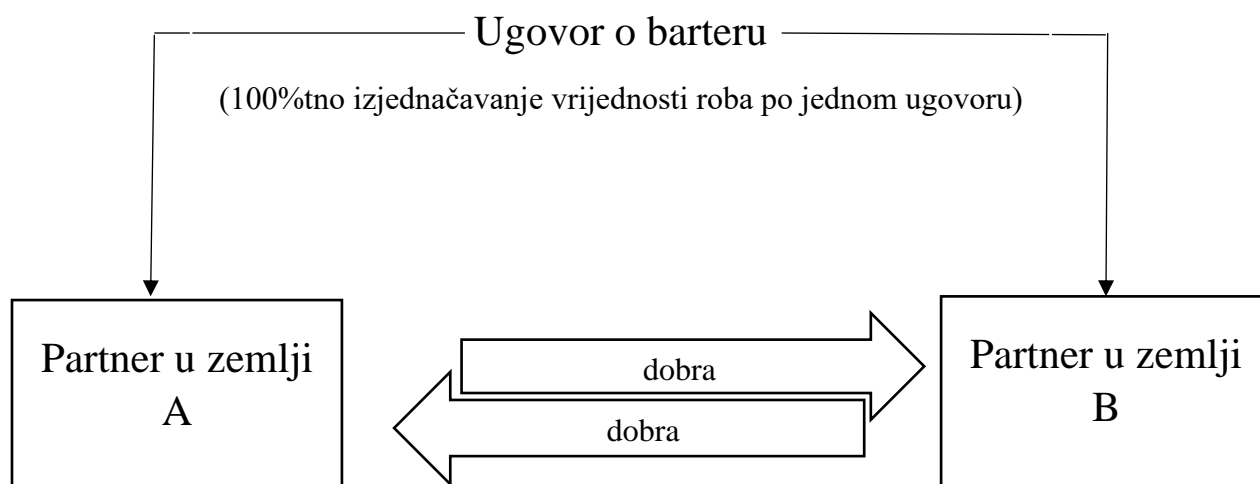 Ugovor o barteru
(100%tno izjednačavanje vrijednosti roba po jednom ugovoru)
Partner u zemlji
A
dobra
dobra
Partner u zemlji
B